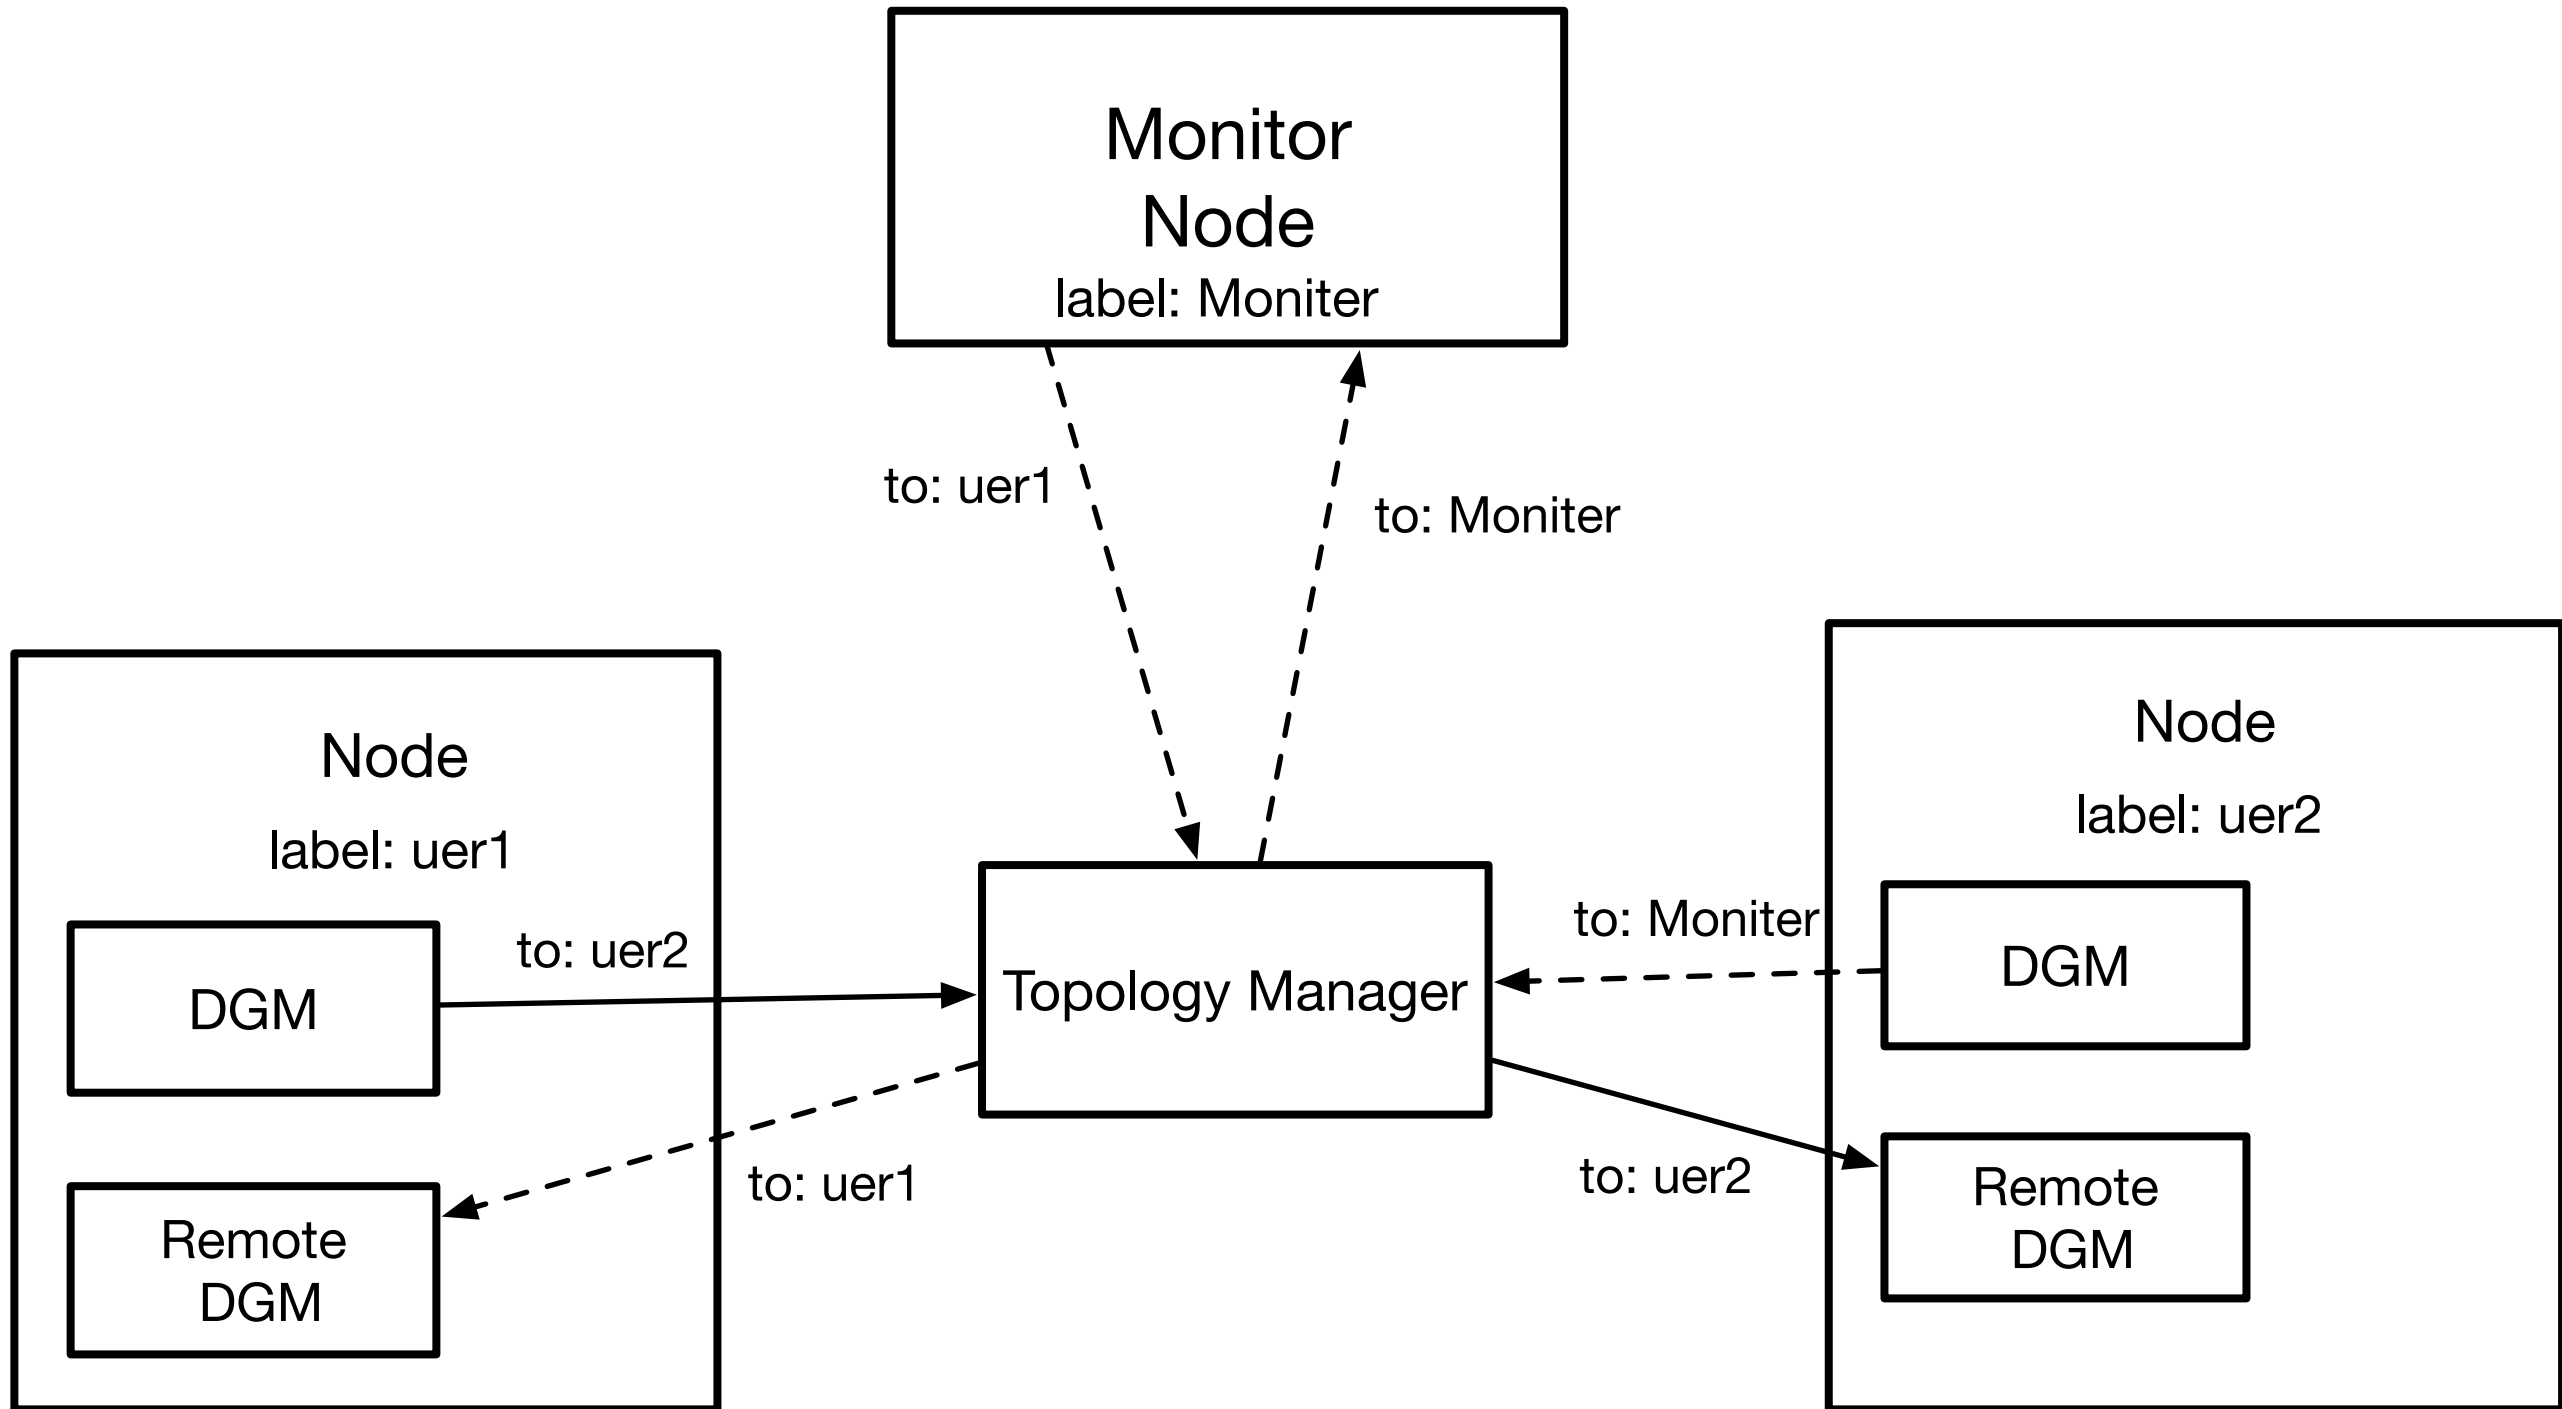 Monitor
Node
label: Moniter
to: uer1
to: Moniter
Node
label: uer1
DGM
to: uer2
Remote
DGM
to: uer1
Topology Manager
Node
label: uer2
to: Moniter
DGM
to: uer2
Remote
DGM